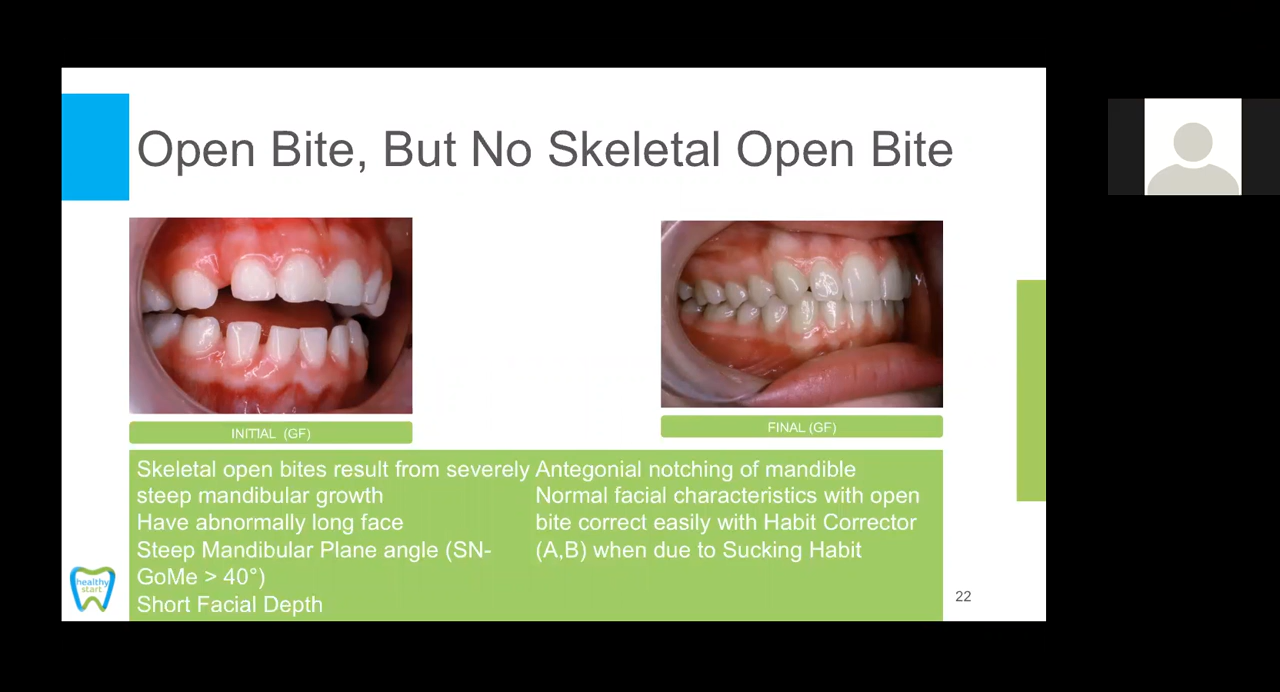 Open Bite, But No Skeletal Open Bite
INITIAL (GF)
FINAL (GF)
Skeletal open bites result from severely
steep mandibular growth
Have abnormally long face
Steep Mandibular Plane angle (SN-
GoMe > 40°)
Short Facial Depth
Antegonial notching of mandible
Normal facial characteristics with open
bite correct easily with Habit Corrector
(A,B) when due to Sucking Habit
healthy
start
22